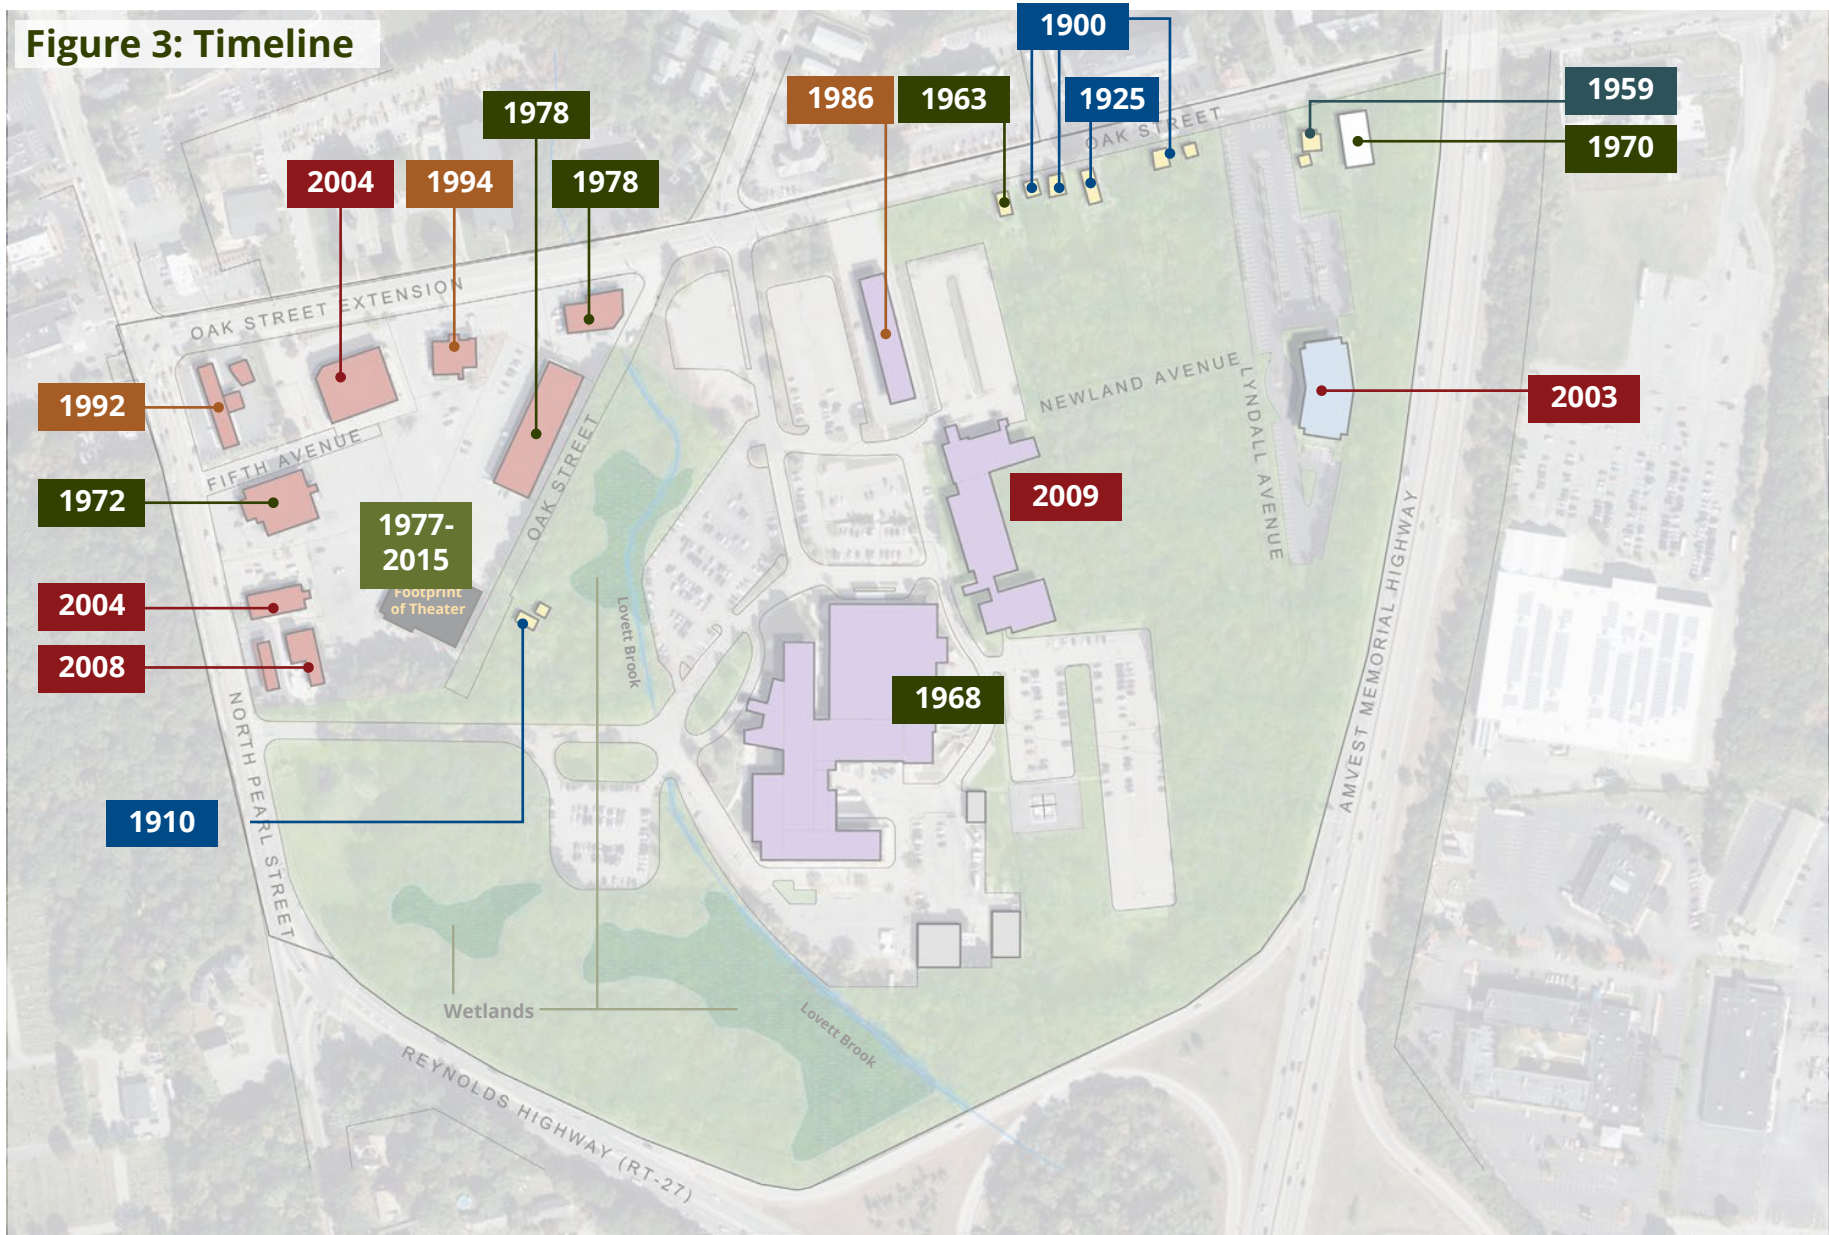 Figure 3: Timeline
1900
1986
1963
1925
1959
1978
1970
2004
1994
1978
OAK STREET
OAK STREET EXTENSION
NEWLAND AVENUE
LYNDALL AVENUE
1992
2003
FIFTH AVENUE
1972
OAK STREET
2009
1977-
2015
Footprint
of Theater
2004
2008
Lovett Brook
1968
NORTH PEARL STREET
AMVEST MEMORIAL HIGHWAY
1910
Wetlands
Lovett Brook
REYNOLDS HIGHWAY (RT-27)